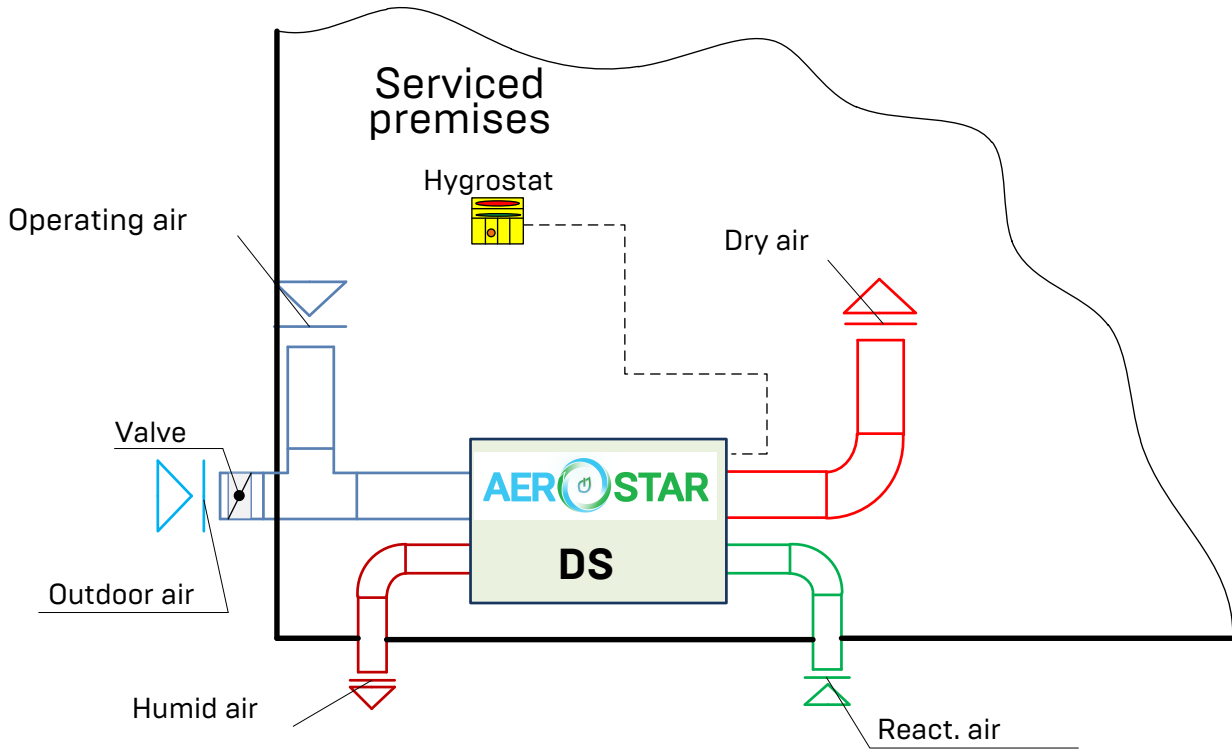 Serviced
premises
Hygrostat
Operating air
Dry air
Valve
AEROSTAR
DS
Outdoor air
Humid air
React. air